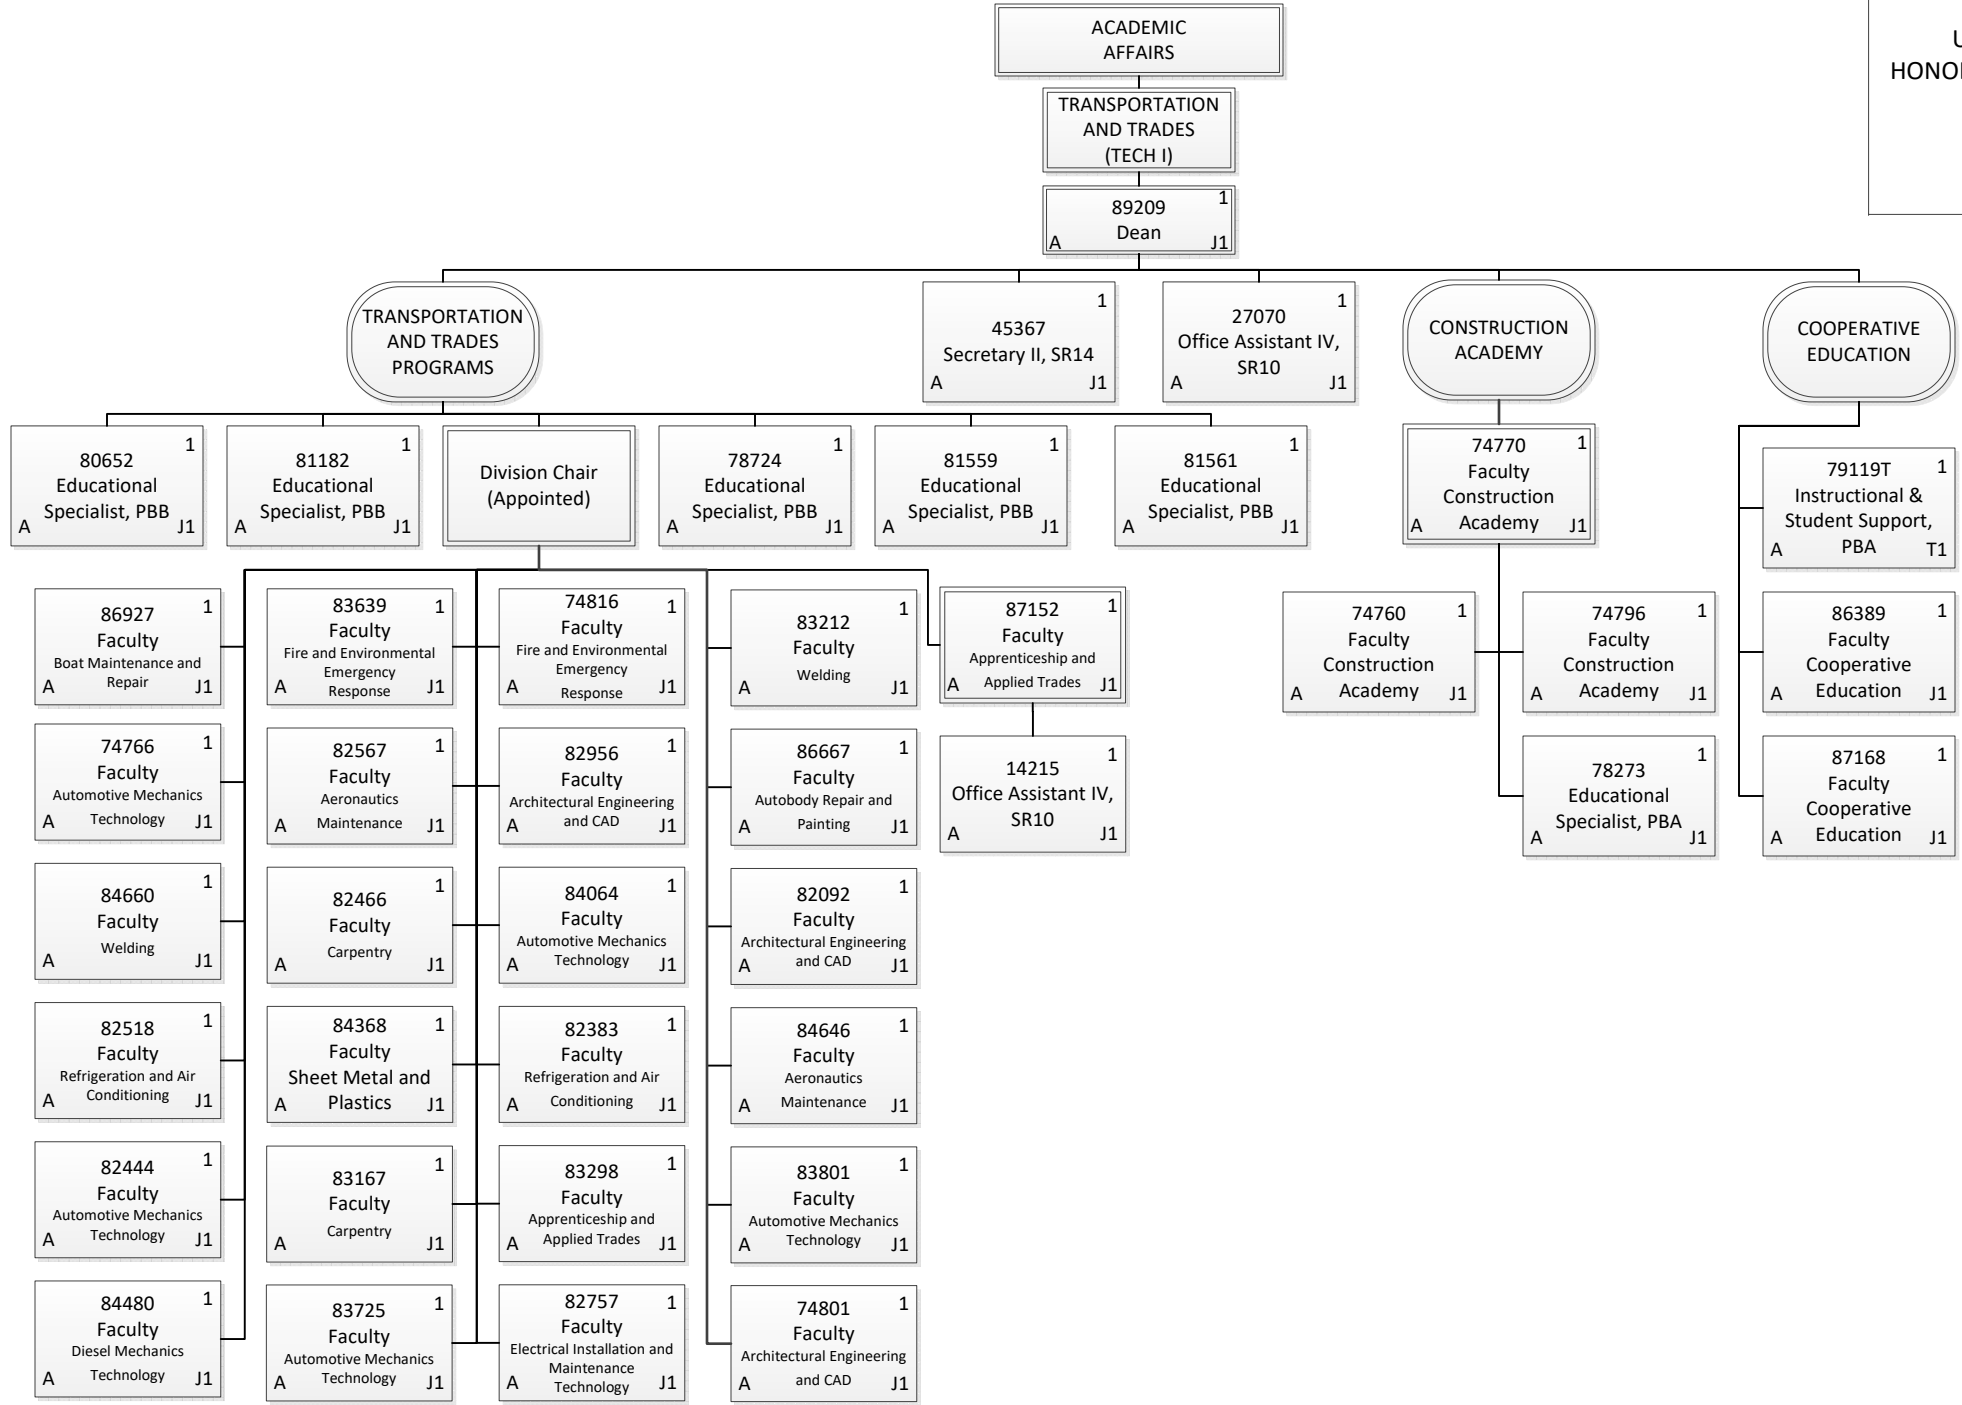 ACADEMIC
AFFAIRS
U
HONO
TRANSPORTATION
AND TRADES
(TECH I)
1
89209
Dean
A J1
TRANSPORTATION
AND TRADES
PROGRAMS
1
45367
Secretary II, SR14
A J1
1
27070
Office Assistant IV,
SR10
A J1
CONSTRUCTION
ACADEMY
COOPERATIVE
EDUCATION
1
80652
Educational
Specialist, PBB
A J1
1
81182
Educational
Specialist, PBB
A J1
Division Chair
(Appointed)
1
78724
Educational
Specialist, PBB
A J1
1
81559
Educational
Specialist, PBB
A J1
1
81561
Educational
Specialist, PBB
A J1
74770 1
Faculty
Construction
Academy
A J1
79119T 1
Instructional &
Student Support,
PBA
A T1
86927 1
Faculty
Boat Maintenance and
Repair
A J1
83639 1
Faculty
Fire and Environmental
Emergency
Response
A J1
74816 1
Faculty
Fire and Environmental
Emergency
Response
A J1
83212 1
Faculty
Welding
A J1
87152 1
Faculty
Apprenticeship and
Applied Trades
A J1
74760 1
Faculty
Construction
Academy
A J1
74796 1
Faculty
Construction
Academy
A J1
86389 1
Faculty
Cooperative
Education
A J1
74766 1
Faculty
Automotive Mechanics
Technology
A J1
82567 1
Faculty
Aeronautics
Maintenance
A J1
82956 1
Faculty
Architectural Engineering
and CAD
A J1
86667 1
Faculty
Autobody Repair and
Painting
A J1
14215 1
Office Assistant IV,
SR10
A J1
78273 1
Educational
Specialist, PBA
A J1
87168 1
Faculty
Cooperative
Education
A J1
84660 1
Faculty
Welding
A J1
82466 1
Faculty
Carpentry
A J1
84064 1
Faculty
Automotive Mechanics
Technology
A J1
82092 1
Faculty
Architectural Engineering
and CAD
A J1
82518 1
Faculty
Refrigeration and Air
Conditioning
A J1
84368 1
Faculty
Sheet Metal and
Plastics
A J1
82383 1
Faculty
Refrigeration and Air
Conditioning
A J1
84646 1
Faculty
Aeronautics
Maintenance
A J1
82444 1
Faculty
Automotive Mechanics
Technology
A J1
83167 1
Faculty
Carpentry
A J1
83298 1
Faculty
Apprenticeship and
Applied Trades
A J1
83801 1
Faculty
Automotive Mechanics
Technology
A J1
84480 1
Faculty
Diesel Mechanics
Technology
A J1
83725 1
Faculty
Automotive Mechanics
Technology
A J1
82757 1
Faculty
Electrical Installation and
Maintenance
Technology
A J1
74801 1
Faculty
Architectural Engineering
and CAD
A J1